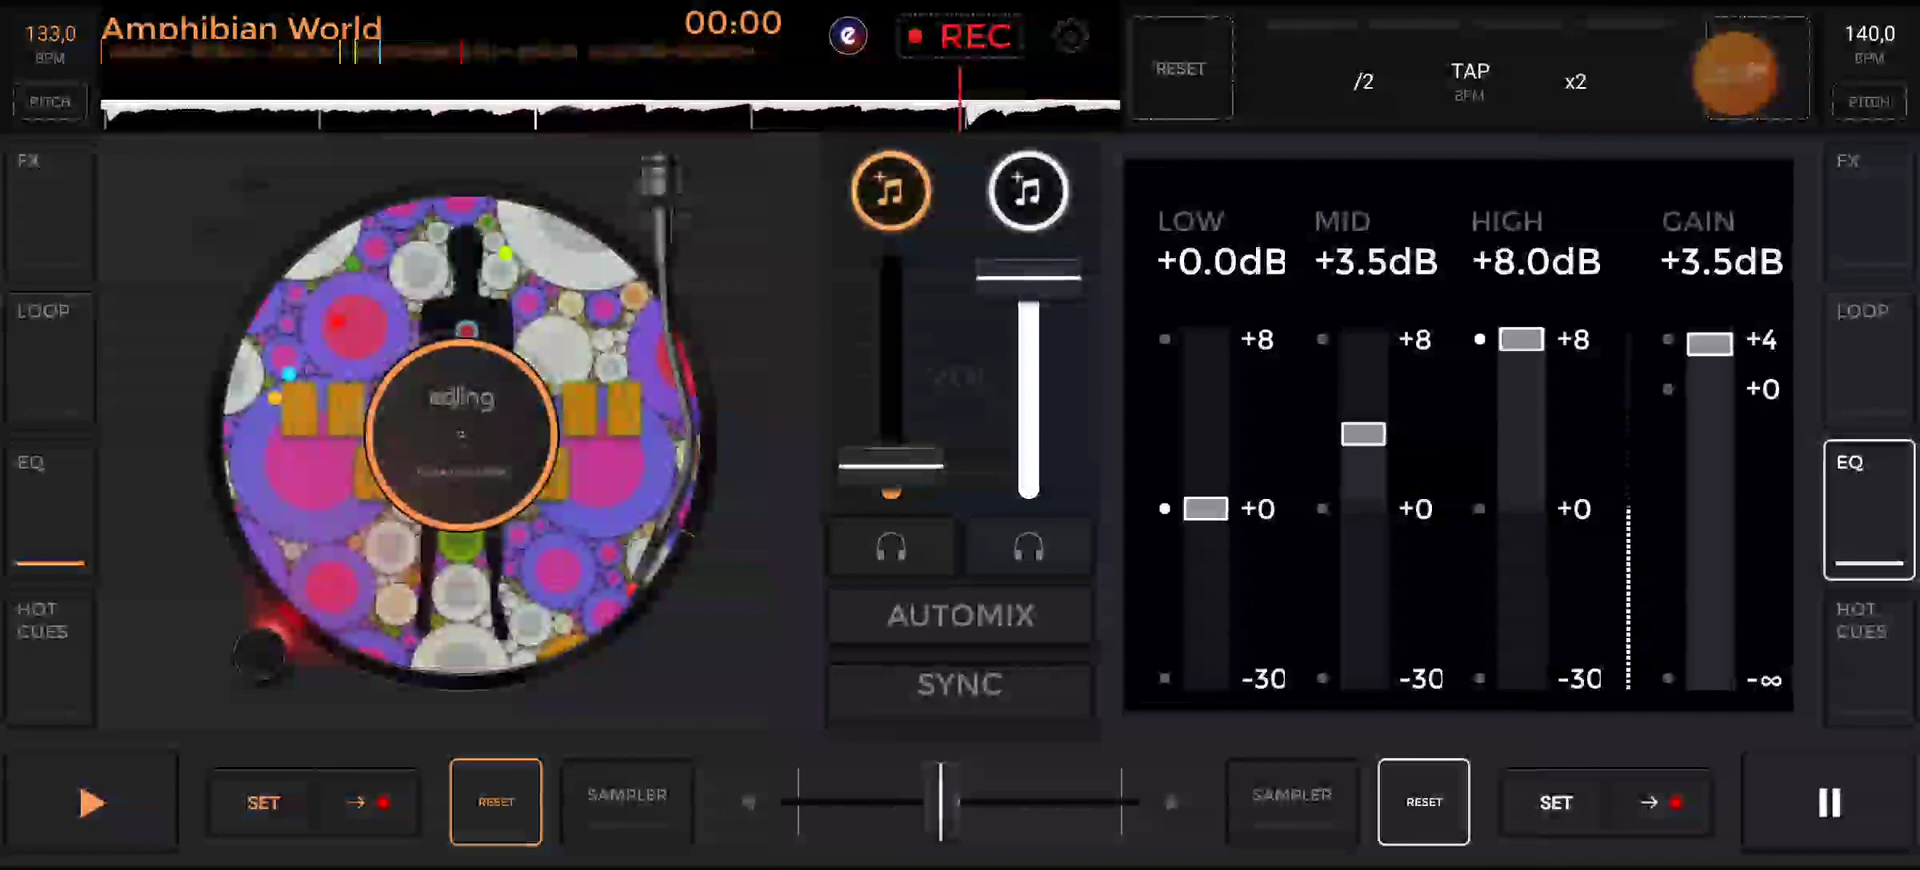 133,0
BPM
PITCH
Amphibian World
00:00
e
REC
RESET
/2
TAP
BPM
x2
140,0
BPM
PITCH
FX
LOOP
EQ
HOT
CUES
edjing
AUTOMIX
SYNC
LOW
+0.0dB
MID
+3.5dB
HIGH
+8.0dB
GAIN
+3.5dB
+8
+8
+8
+4
+0
+0
+0
+0
-30
-30
-30
-∞
FX
LOOP
EQ
HOT
CUES
SET
RESET
SAMPLER
SAMPLER
RESET
SET